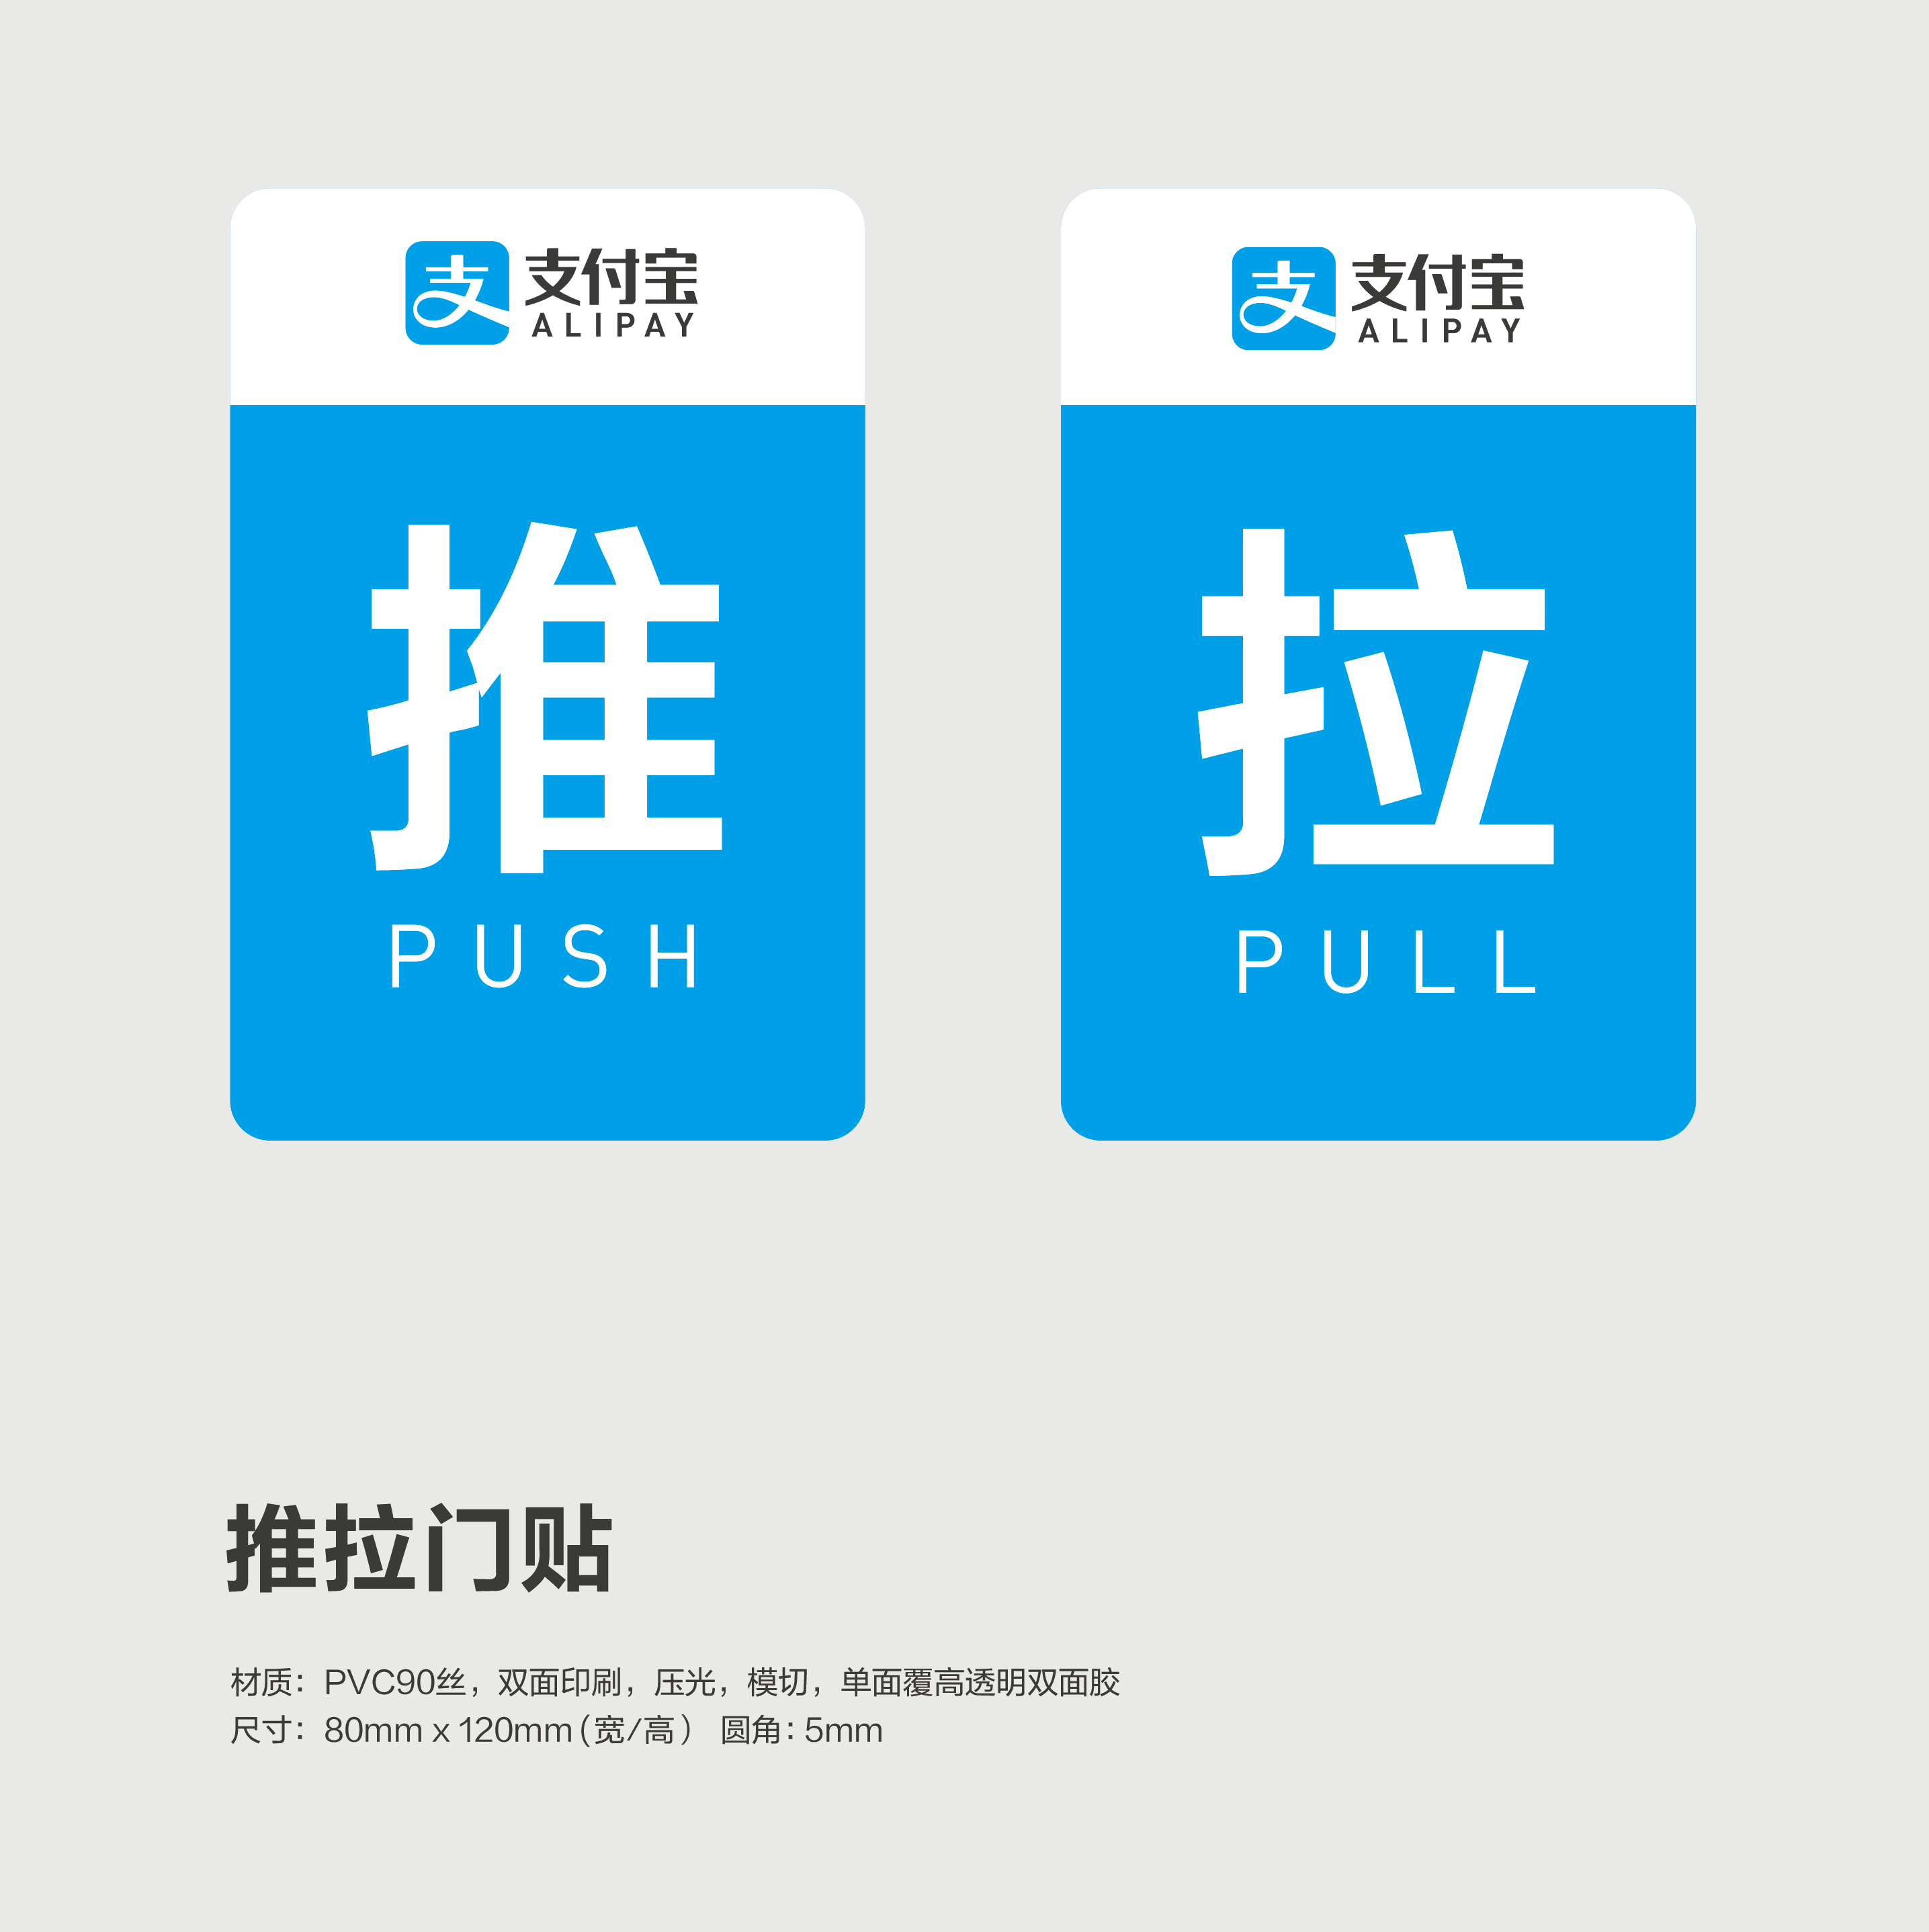 支付宝
ALIPAY
推
PUSH
支付宝
ALIPAY
拉
PULL
推拉门贴
材质：PVC90丝，双面印刷，压光，模切，单面覆高透明双面胶
尺寸：80mm x 120mm（宽/高） 圆角：5mm